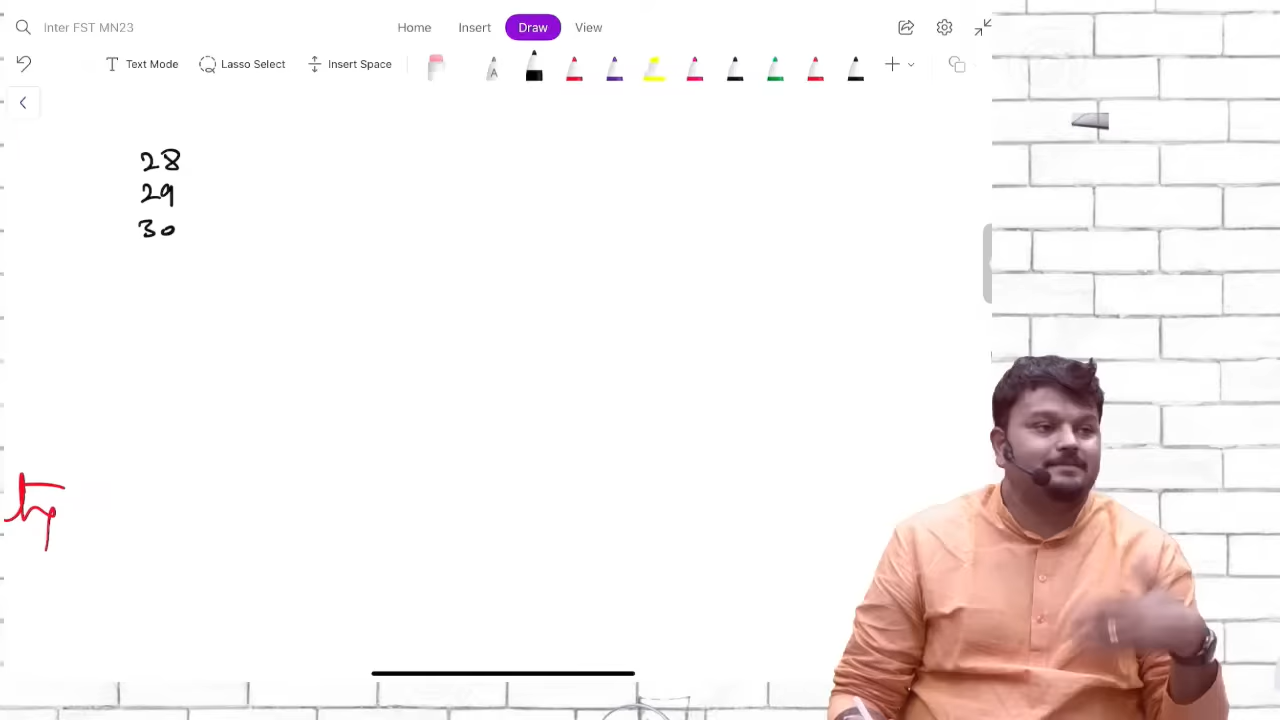 Inter FST MN23
Home Insert Draw View
Text Mode Lasso Select Insert Space
28
29
30